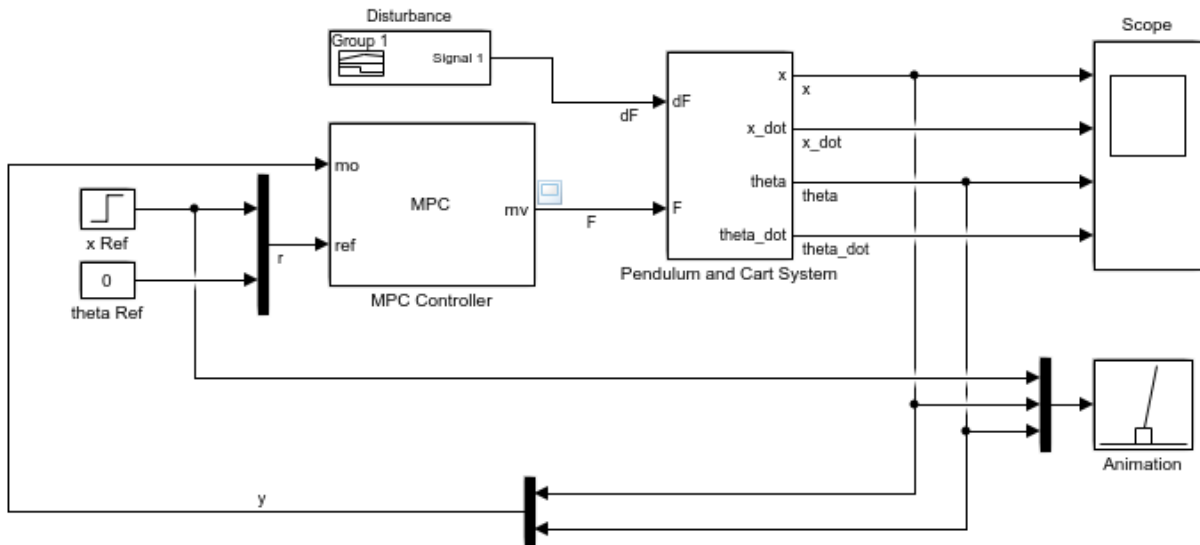 Disturbance
Group 1
Signal 1
dF
mo
ref
MPC
mv
MPC Controller
x Ref
0
theta Ref
r
F
dF
F
x
x_dot
theta
theta_dot
Pendulum and Cart System
x
x_dot
theta
theta_dot
Scope
Animation
y